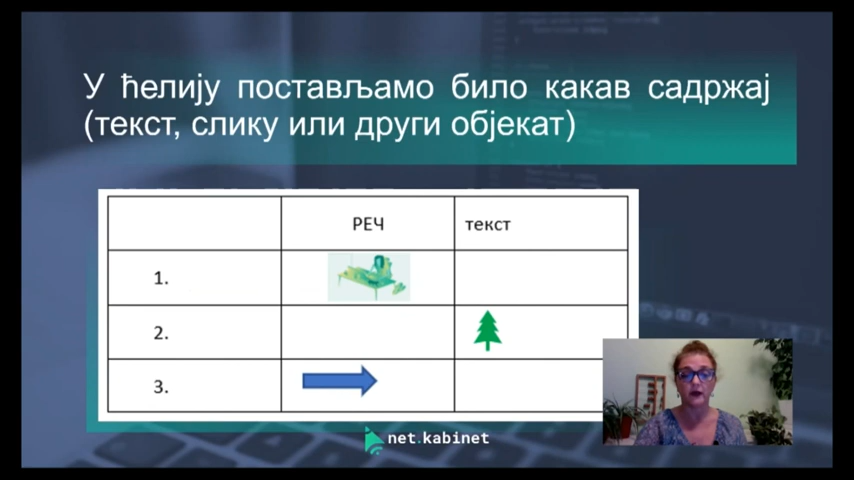 У ћелију постављамо било какав садржај
(текст, слику или други објекат)
РЕЧ текст
1.
2.
3.
net.kabinet